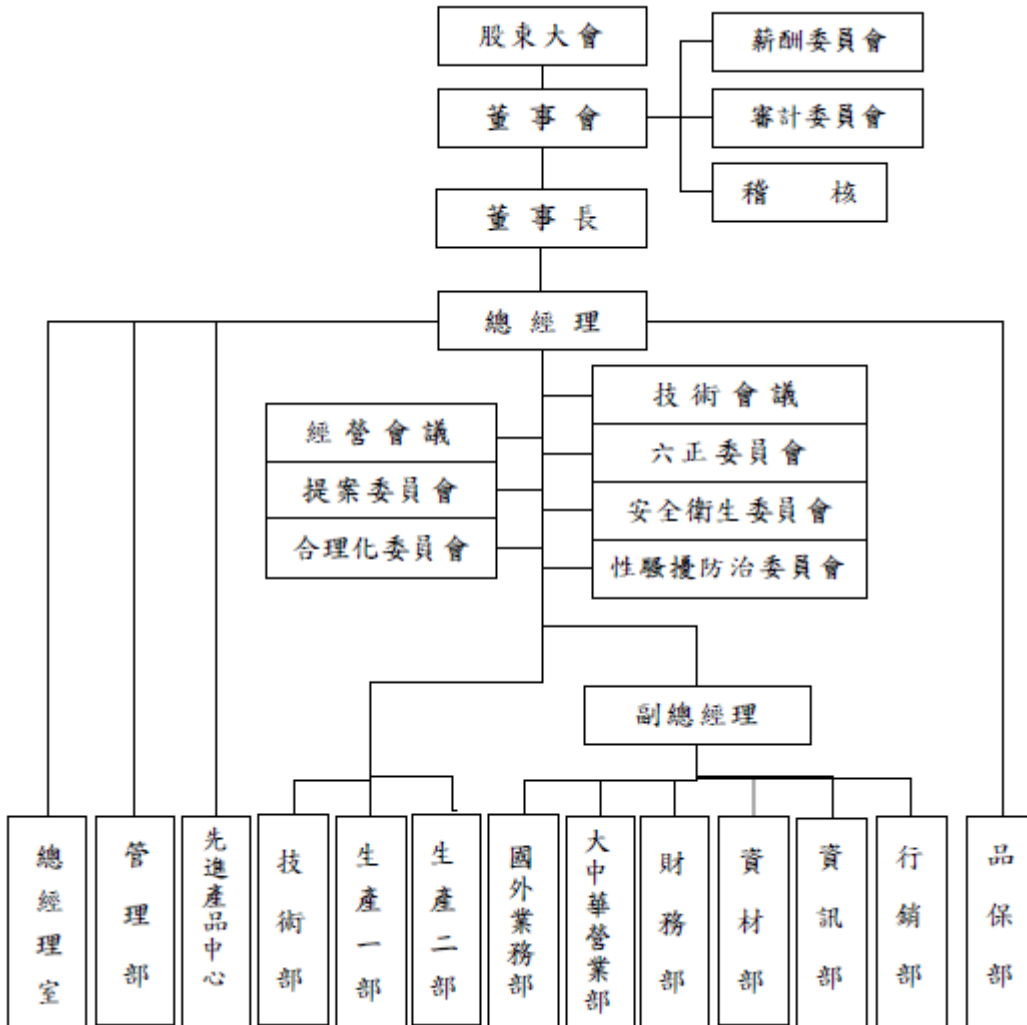 股東大會
薪酬委員會
董事會
審計委員會
稽核
董事長
總經理
技術會議
經營會議
六正委員會
提案委員會
安全衛生委員會
合理化委員會
性騷擾防治委員會
副總經理
總經理室
管理部
先進產品中心
技術部
生產一部
生產二部
國外業務部
大中華營業部
財務部
資材部
資訊部
行銷部
品保部